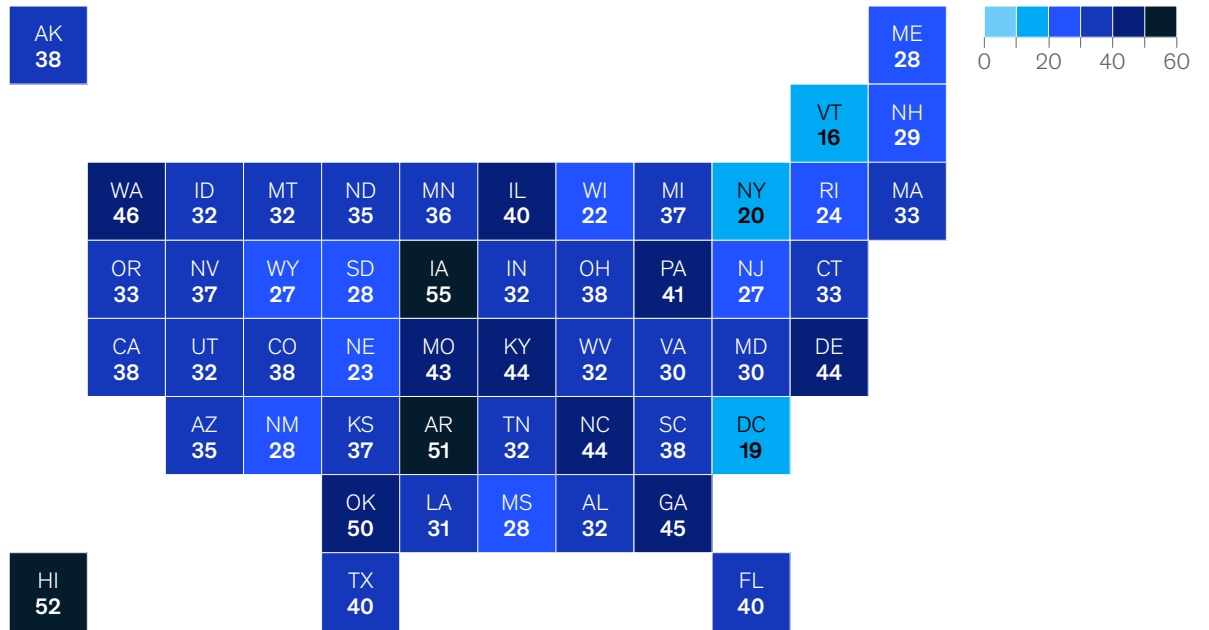 AK
38
ME
28
0 20 40 60
VT NH
16 29
WA ID MT ND MN IL WI MI NY RI MA
46 32 32 35 36 40 22 37 20 24 33
OR NV WY SD IA IN OH PA NJ CT
33 37 27 28 55 32 38 41 27 33
CA UT CO NE MO KY WV VA MD DE
38 32 38 23 43 44 32 30 30 44
AZ NM KS AR TN NC SC DC
35 28 37 51 32 44 38 19
OK LA MS AL GA
50 31 28 32 45
HI TX FL
52 40 40